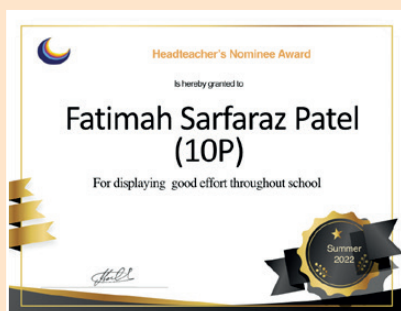 Headteacher's Nominee Award
Is hereby granted to
Fatimah Sarfaraz Patel
(10P)
For displaying good effort throughout school
Summer
2022